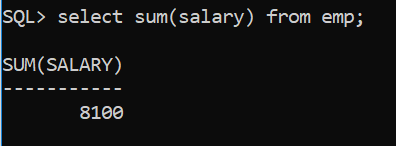 SQL> select sum(salary) from emp;
SUM(SALARY)
-----------
8100